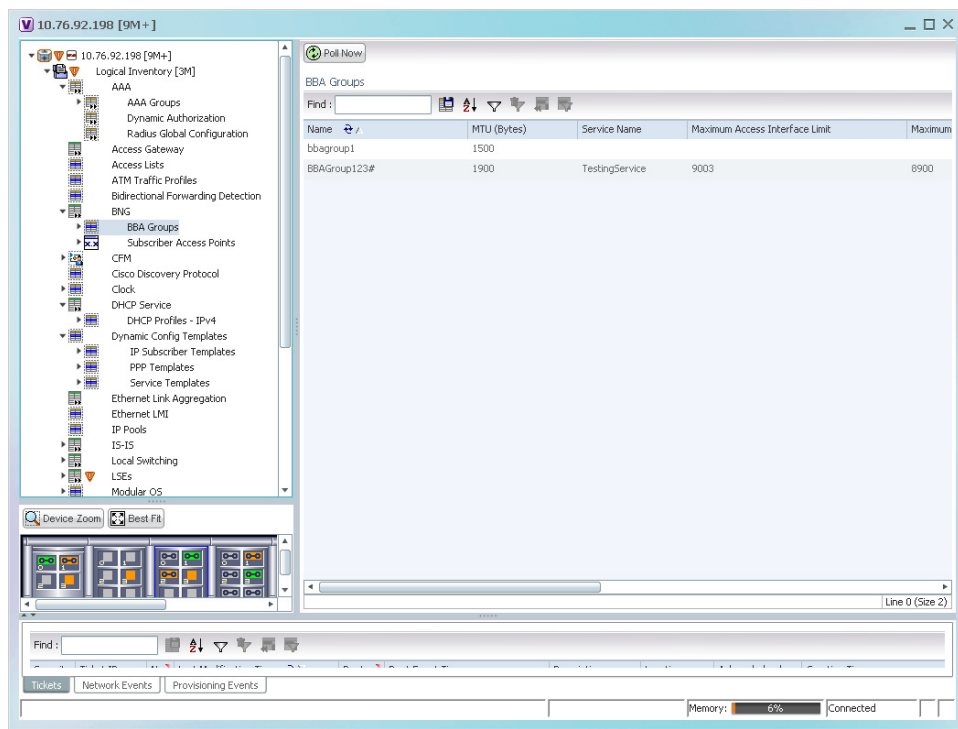 10.76.92.198 [9M+]
10.76.92.198 [9M+]
Logical Inventory [3M]
AAA
AAA Groups
Dynamic Authorization
Radius Global Configuration
Access Gateway
Access Lists
ATM Traffic Profiles
Bidirectional Forwarding Detection
BNG
BBA Groups
Subscriber Access Points
CFM
Cisco Discovery Protocol
Clock
DHCP Service
DHCP Profiles - IPv4
Dynamic Config Templates
IP Subscriber Templates
PPP Templates
Service Templates
Ethernet Link Aggregation
Ethernet LMI
IP Pools
IS-IS
Local Switching
LSEs
Modular OS
Device Zoom Best Fit
Poll Now
BBA Groups
Find :
Name MTU (Bytes) Service Name Maximum Access Interface Limit Maximum
bbagroup1 1500
BBAGroup123# 1900 TestingService 9003 8900
Line 0 (Size 2)
Find :
Tickets Network Events Provisioning Events
Memory: 6% Connected